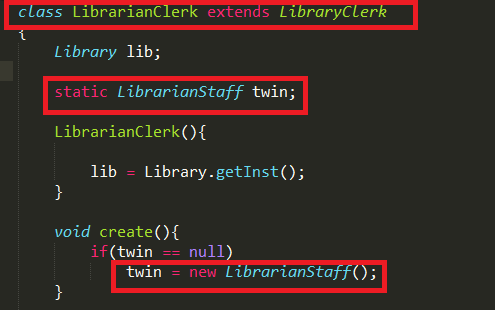 class LibrarianClerk extends LibraryClerk
{
Library lib;
static LibrarianStaff twin;
LibrarianClerk(){
lib = Library.getInst();
}
void create(){
if(twin == null)
twin = new LibrarianStaff();
}